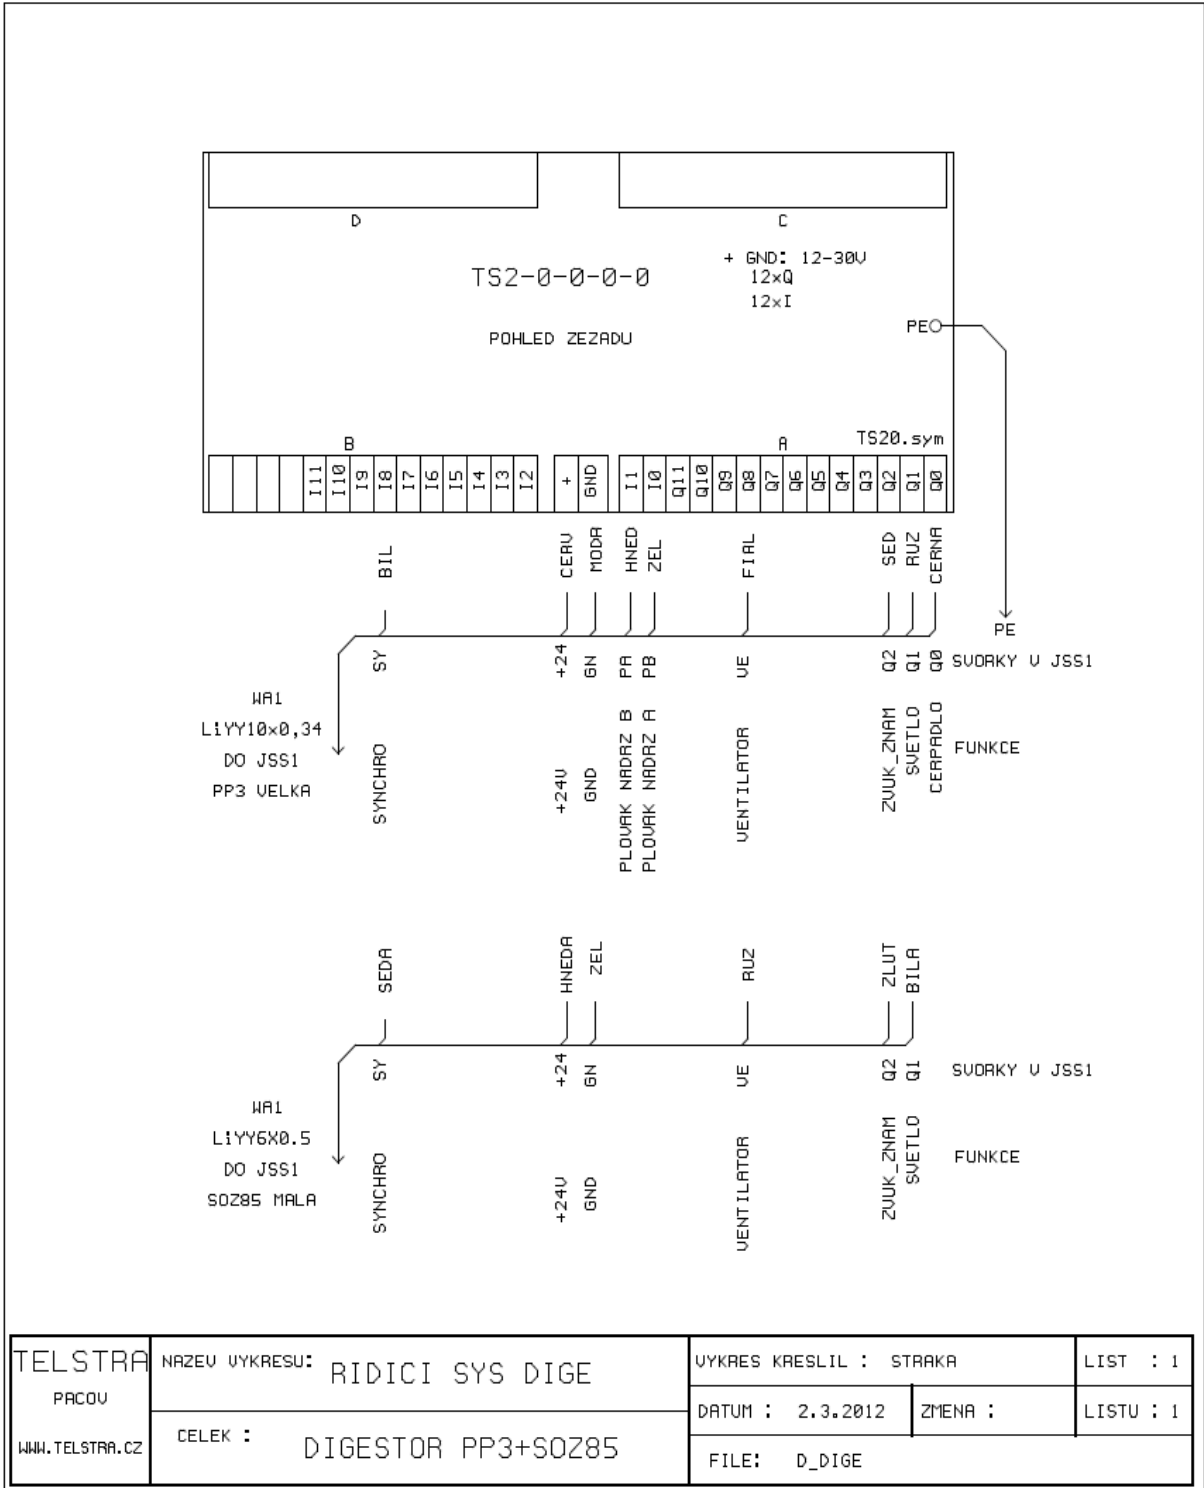 D
C
TS2-0-0-0-0
+ GND: 12-30V
12xQ
12xI
POHLED ZEZADU
PE
B
A
TS20.sym
I11 I10 I9 I8 I7 I6 I5 I4 I3 I2
+ GND
I1 I0 Q11 Q10 Q9 Q8 Q7 Q6 Q5 Q4 Q3 Q2 Q1 Q0
BIL CERV MODA HNED ZEL FIAL SED RUZ CERNA
PE
SY +24 GN PA PB VE Q2 Q1 Q0 SVORKY V JSS1
WA1
LiYY10x0,34
DO JSS1
PP3 VELKA
SYNCHRO
+24V
GND
PLOVAK NADRZ B
PLOVAK NADRZ A
VENTILATOR
ZVUK_ZNAM
SVETLO
CERPADLO
FUNKCE
SEDA HNEDA ZEL RUZ ZLUT BILA
SY +24 GN VE Q2 Q1 SVORKY V JSS1
WA1
LiYY6X0.5
DO JSS1
SOZ85 MALA
SYNCHRO
+24V
GND
VENTILATOR
ZVUK_ZNAM
SVETLO
FUNKCE
TELSTRA
PACOV
WWW.TELSTRA.CZ
NAZEV VYKRESU: RIDICI SYS DIGE
CELEK : DIGESTOR PP3+SOZ85
VYKRES KRESLIL : STRAKA
LIST : 1
DATUM : 2.3.2012
ZMENA :
LISTU : 1
FILE: D_DIGE